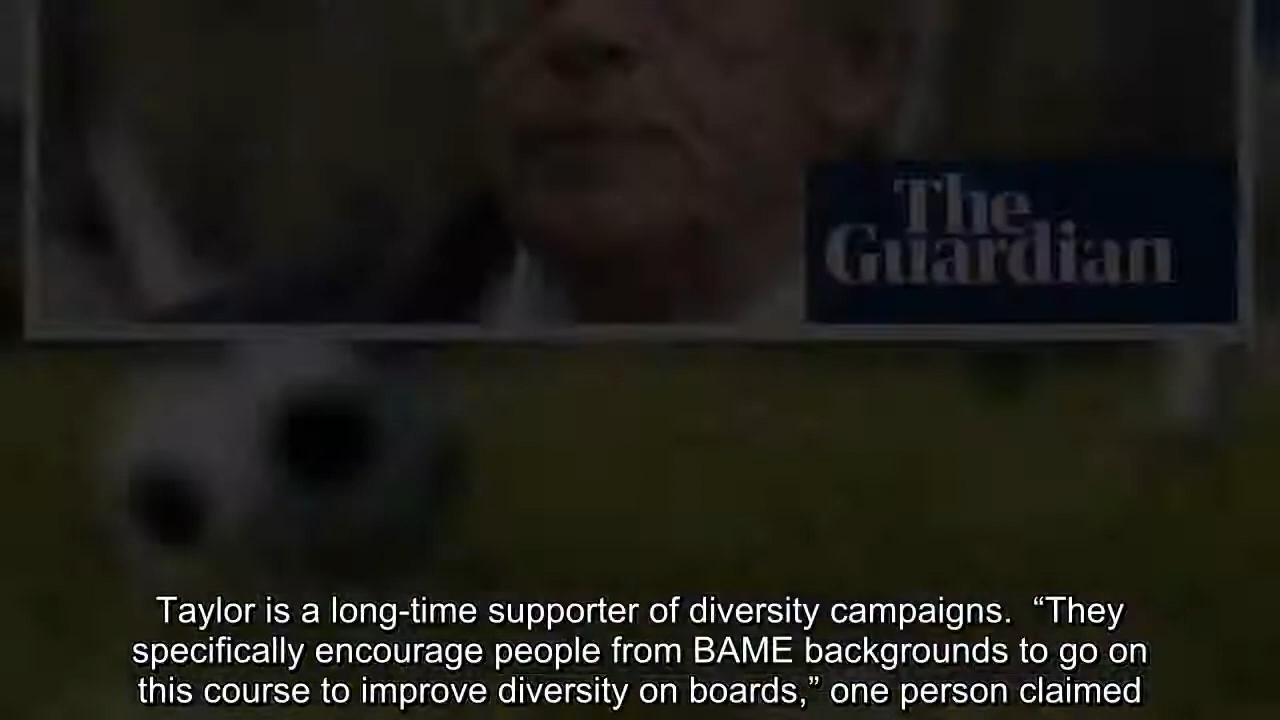 The
Guardian
Taylor is a long-time supporter of diversity campaigns.  “They
specifically encourage people from BAME backgrounds to go on
this course to improve diversity on boards,” one person claimed